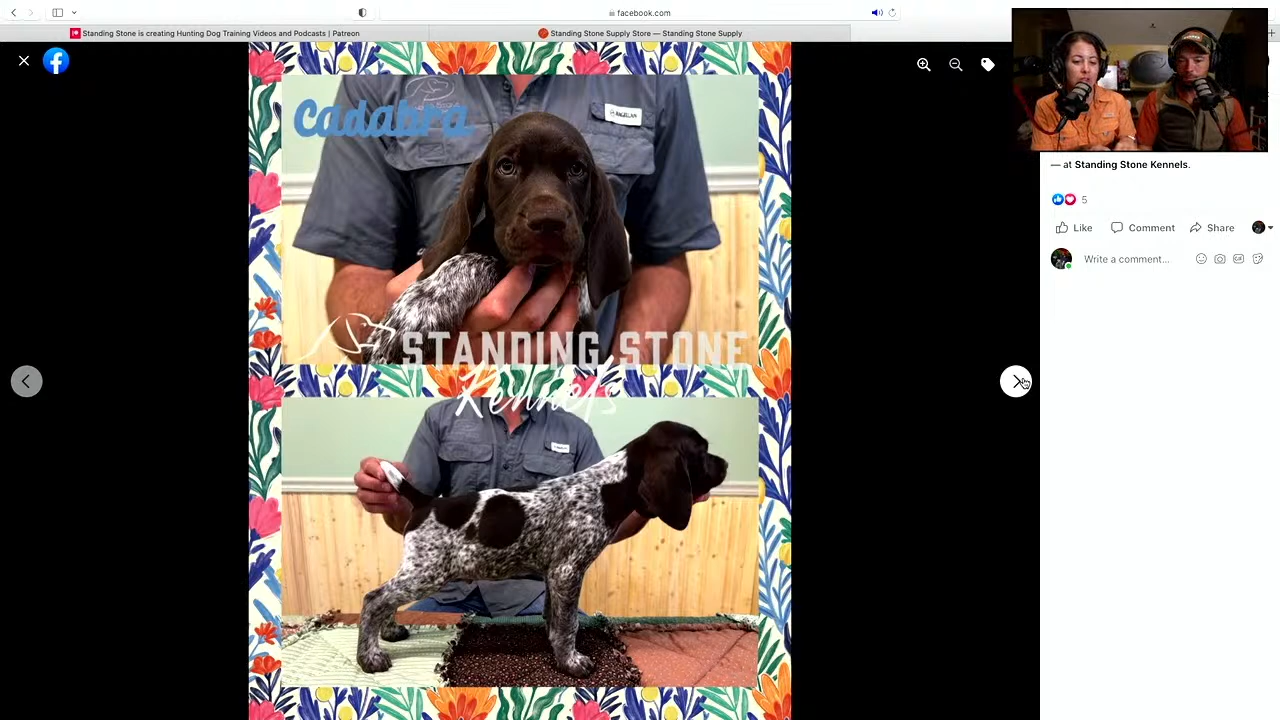 facebook.com
Standing Stone is creating Hunting Dog Training Videos and Podcasts | Patreon
Standing Stone Supply Store — Standing Stone Supply
Cadabra
MAGELLAN
STANDING STONE
Kennels
— at Standing Stone Kennels.
5
Like
Comment
Share
Write a comment...